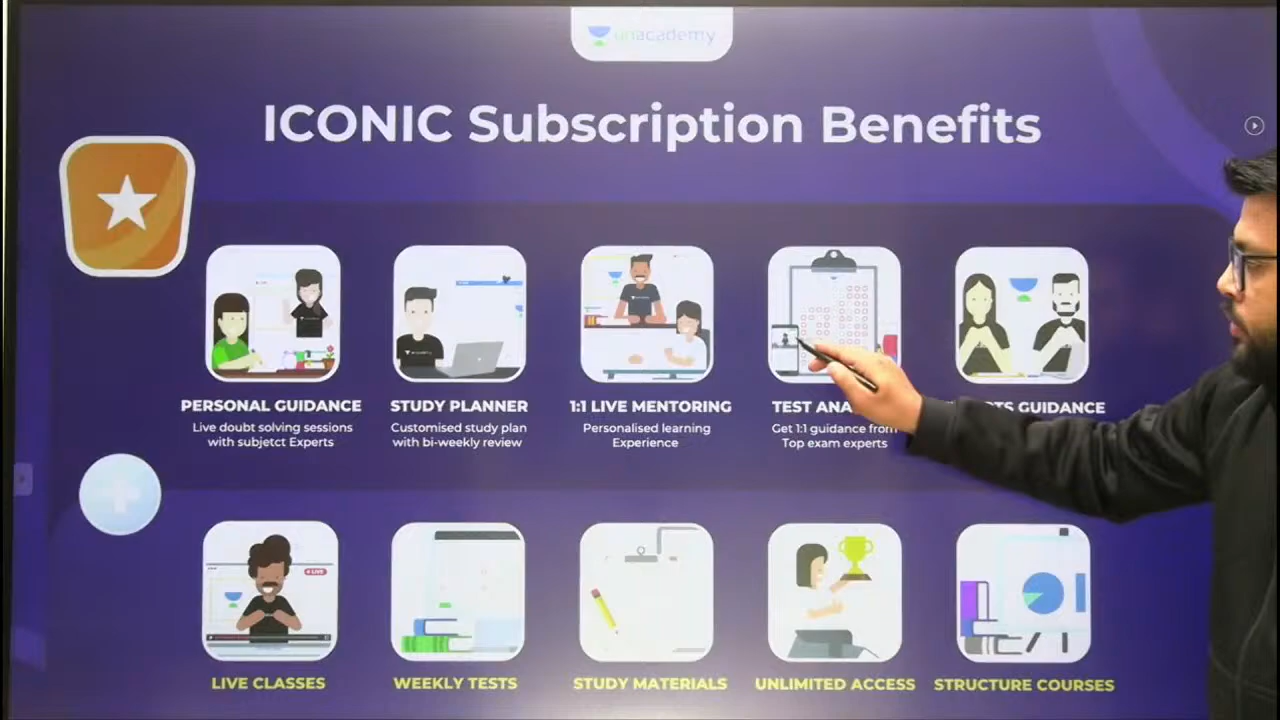 unacademy
ICONIC Subscription Benefits
PERSONAL GUIDANCE
Live doubt solving sessions
with subjetct Experts
STUDY PLANNER
Customised study plan
with bi-weekly review
1:1 LIVE MENTORING
Personalised learning
Experience
TEST ANA
Get 1:1 guidance from
Top exam experts
TS GUIDANCE
LIVE
LIVE CLASSES
WEEKLY TESTS
STUDY MATERIALS
UNLIMITED ACCESS
STRUCTURE COURSES